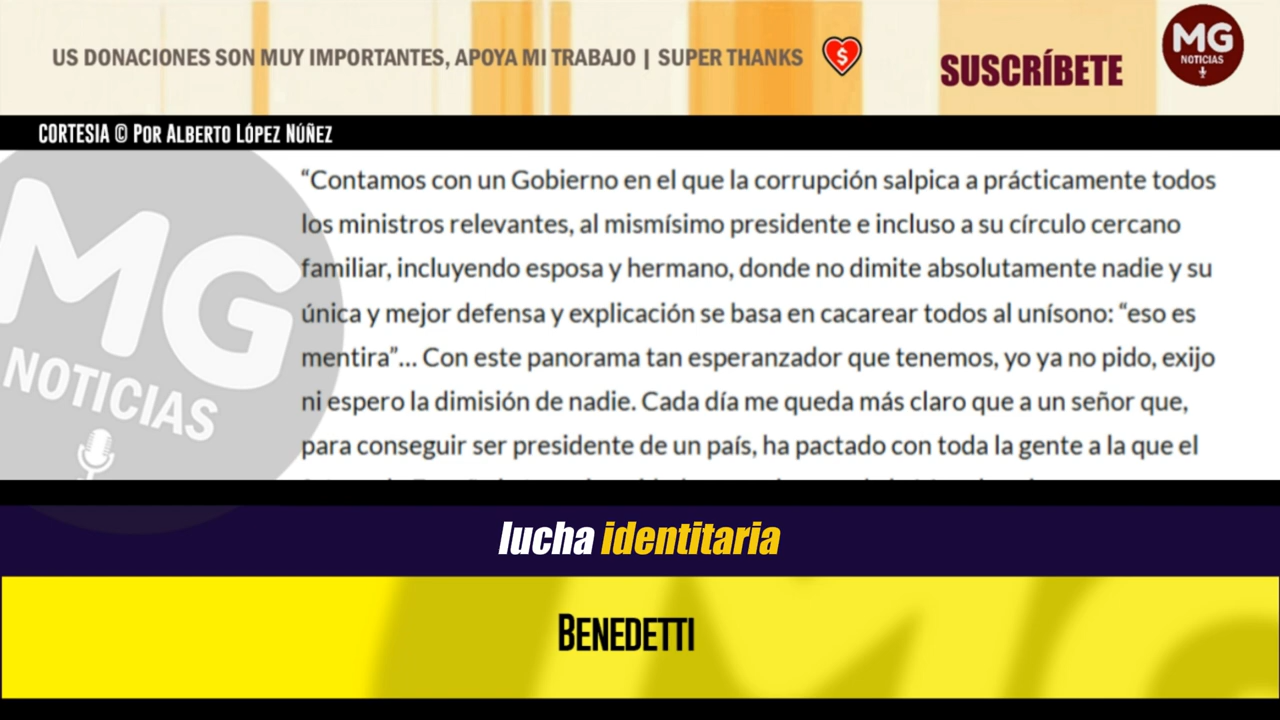 US DONACIONES SON MUY IMPORTANTES, APOYA MI TRABAJO | SUPER THANKS
$
SUSCRÍBETE
MG
NOTICIAS
CORTESIA © POR ALBERTO LÓPEZ NÚÑEZ
“Contamos con un Gobierno en el que la corrupción salpica a prácticamente todos
los ministros relevantes, al mismísimo presidente e incluso a su círculo cercano
familiar, incluyendo esposa y hermano, donde no dimite absolutamente nadie y su
única y mejor defensa y explicación se basa en cacarear todos al unísono: “eso es
mentira”... Con este panorama tan esperanzador que tenemos, yo ya no pido, exijo
ni espero la dimisión de nadie. Cada día me queda más claro que a un señor que,
para conseguir ser presidente de un país, ha pactado con toda la gente a la que el
MG
NOTICIAS
lucha identitaria
BENEDETTI